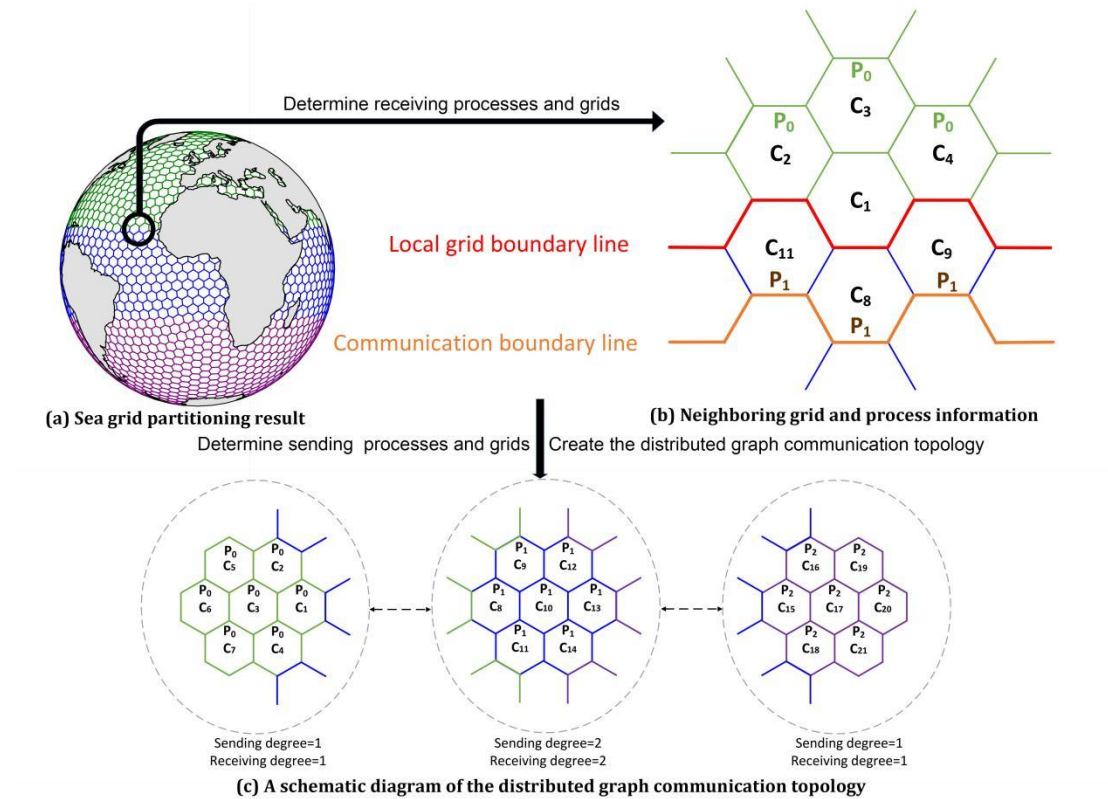 Determine receiving processes and grids
P₀
C₃
P₀
P₀
C₂
C₄
C₁
Local grid boundary line
C₁₁
C₉
P₁
P₁
C₈
P₁
Communication boundary line
(a) Sea grid partitioning result
(b) Neighboring grid and process information
Determine sending processes and grids
Create the distributed graph communication topology
P₀
C₅
P₀
C₂
P₀
C₆
P₀
C₃
P₀
C₁
P₀
C₇
P₀
C₄
Sending degree=1
Receiving degree=1
P₁
C₉
P₁
C₁₂
P₁
C₈
P₁
C₁₀
P₁
C₁₃
P₁
C₁₁
P₁
C₁₄
Sending degree=2
Receiving degree=2
P₂
C₁₆
P₂
C₁₉
P₂
C₁₅
P₂
C₁₇
P₂
C₂₀
P₂
C₁₈
P₂
C₂₁
Sending degree=1
Receiving degree=1
(c) A schematic diagram of the distributed graph communication topology